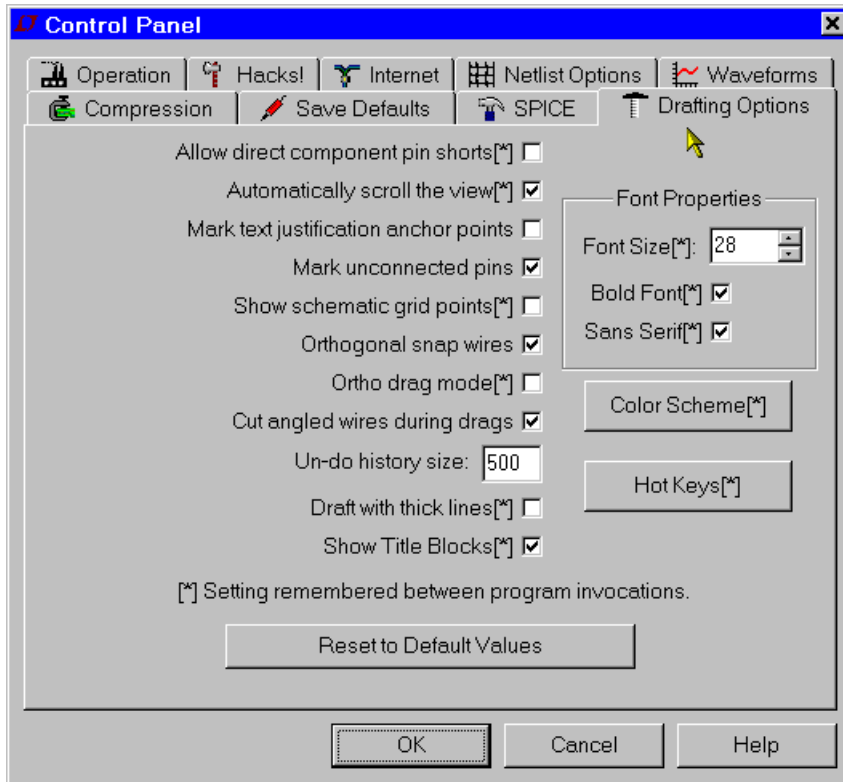 Control Panel
Operation Hacks! Internet Netlist Options Waveforms
Compression Save Defaults SPICE Drafting Options
Allow direct component pin shorts[*]
Automatically scroll the view[*]
Mark text justification anchor points
Mark unconnected pins
Show schematic grid points[*]
Orthogonal snap wires
Ortho drag mode[*]
Cut angled wires during drags
Un-do history size: 500
Draft with thick lines[*]
Show Title Blocks[*]
Font Properties
Font Size[*]: 28
Bold Font[*]
Sans Serif[*]
Color Scheme[*]
Hot Keys[*]
[*] Setting remembered between program invocations.
Reset to Default Values
OK Cancel Help